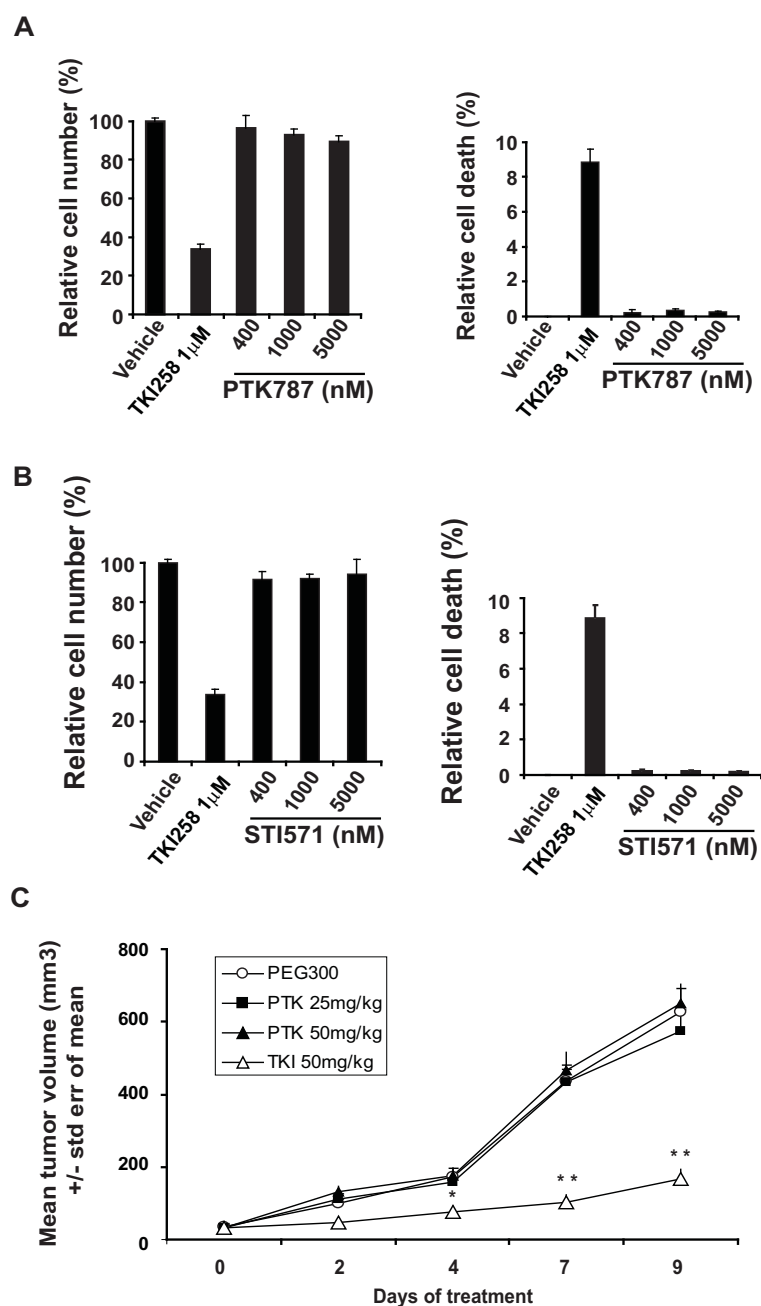 A
Relative cell number (%)
100
80
60
40
20
0
Vehicle
TKI258 1μM
400
1000
5000
PTK787 (nM)
Relative cell death (%)
10
8
6
4
2
0
Vehicle
TKI258 1μM
400
1000
5000
PTK787 (nM)
B
Relative cell number (%)
100
80
60
40
20
0
Vehicle
TKI258 1μM
400
1000
5000
STI571 (nM)
Relative cell death (%)
10
8
6
4
2
0
Vehicle
TKI258 1μM
400
1000
5000
STI571 (nM)
C
Mean tumor volume (mm3)
+/- std err of mean
800
600
400
200
0
PEG300
PTK 25mg/kg
PTK 50mg/kg
TKI 50mg/kg
*
**
**
0
2
4
7
9
Days of treatment